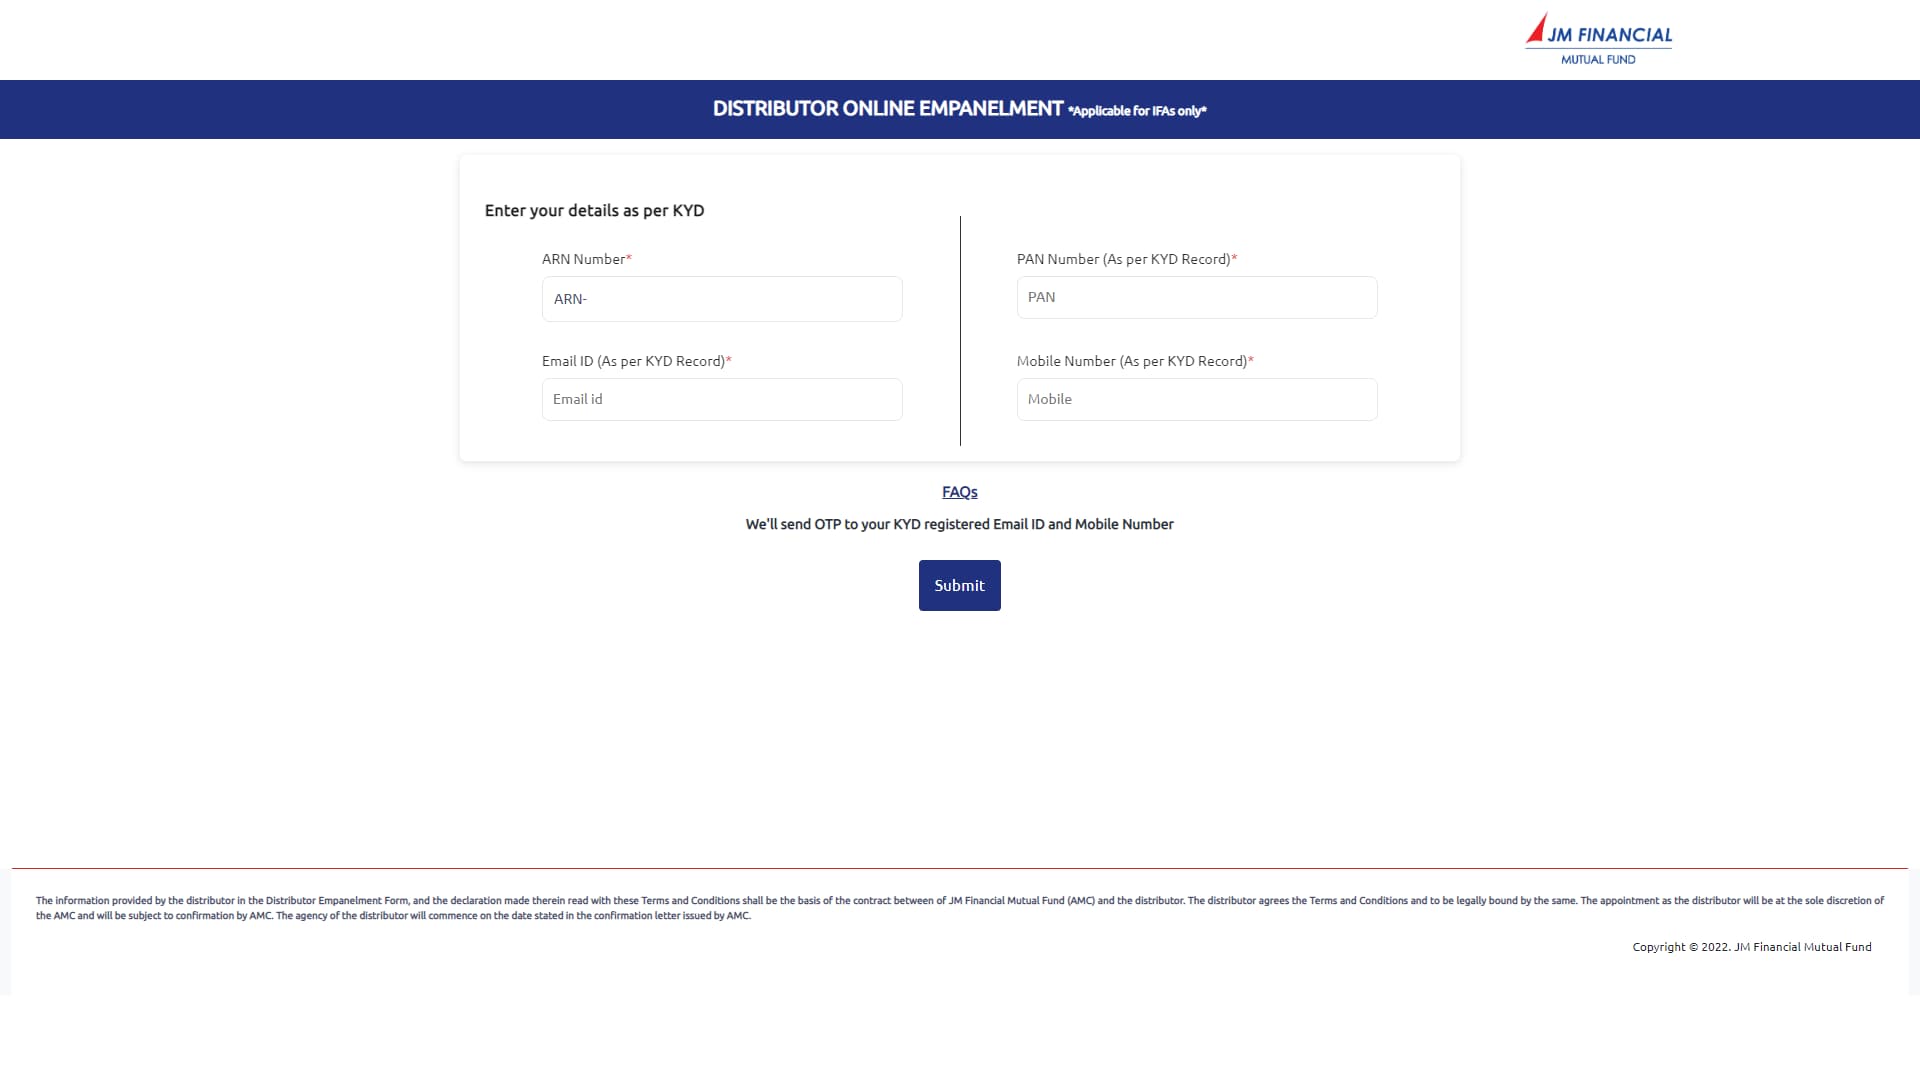 JM FINANCIAL
MUTUAL FUND
DISTRIBUTOR ONLINE EMPANELMENT *Applicable for IFAs only*
Enter your details as per KYD
ARN Number*
ARN-
PAN Number (As per KYD Record)*
PAN
Email ID (As per KYD Record)*
Email id
Mobile Number (As per KYD Record)*
Mobile
FAQs
We'll send OTP to your KYD registered Email ID and Mobile Number
Submit
The information provided by the distributor in the Distributor Empanelment Form, and the declaration made therein read with these Terms and Conditions shall be the basis of the contract between of JM Financial Mutual Fund (AMC) and the distributor. The distributor agrees the Terms and Conditions and to be legally bound by the same. The appointment as the distributor will be at the sole discretion of
the AMC and will be subject to confirmation by AMC. The agency of the distributor will commence on the date stated in the confirmation letter issued by AMC.
Copyright © 2022. JM Financial Mutual Fund